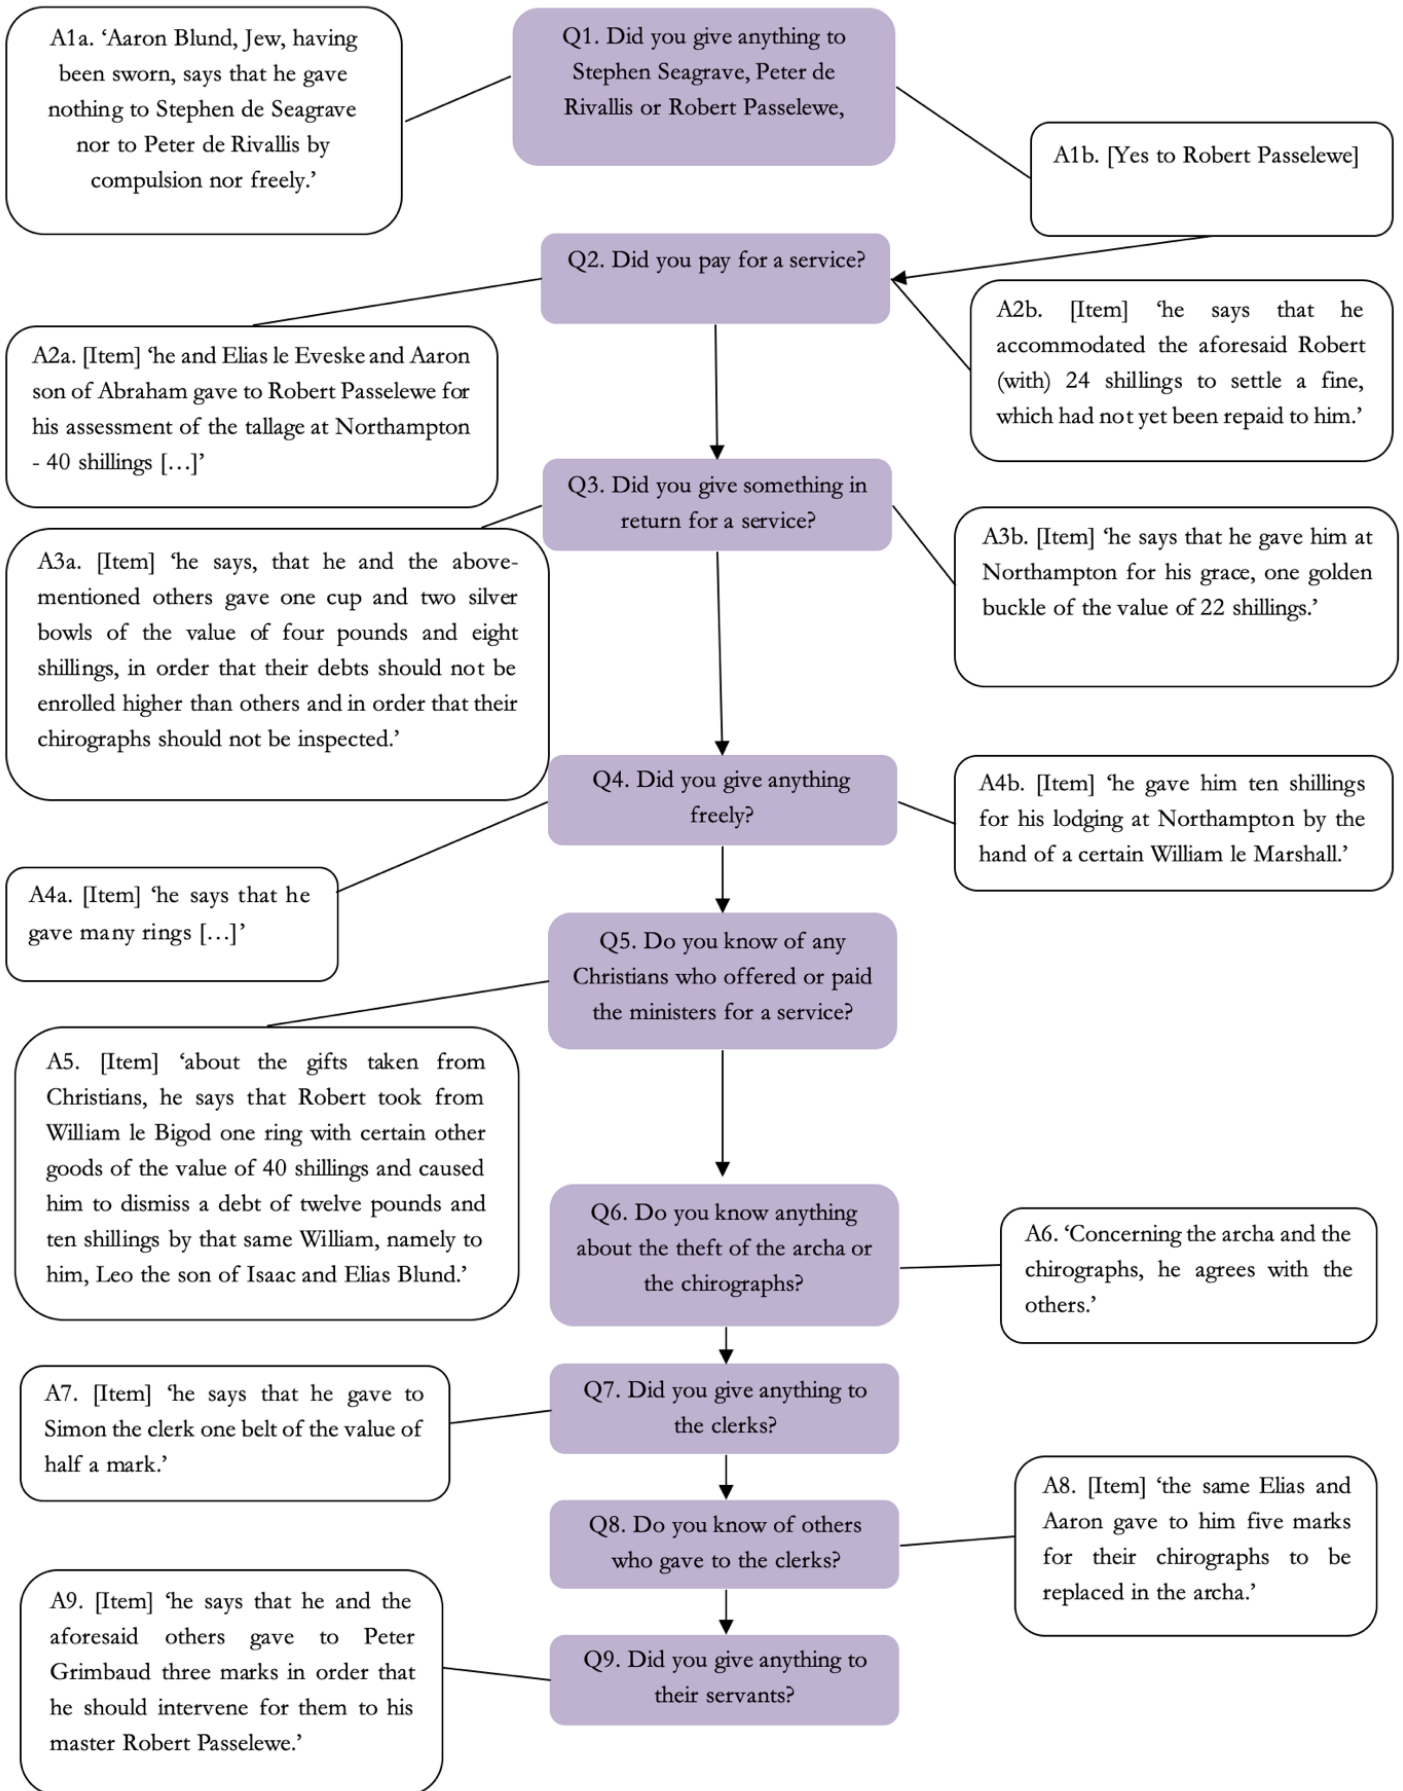 A1a. ‘Aaron Blund, Jew, having
been sworn, says that he gave
nothing to Stephen de Seagrave
nor to Peter de Rivallis by
compulsion nor freely.’
Q1. Did you give anything to
Stephen Seagrave, Peter de
Rivallis or Robert Passelewe,
A1b. [Yes to Robert Passelewe]
Q2. Did you pay for a service?
A2a. [Item] ‘he and Elias le Eveske and Aaron
son of Abraham gave to Robert Passelewe for
his assessment of the tallage at Northampton
- 40 shillings […]’
A2b. [Item] ‘he says that he
accommodated the aforesaid Robert
(with) 24 shillings to settle a fine,
which had not yet been repaid to him.’
Q3. Did you give something in
return for a service?
A3a. [Item] ‘he says, that he and the above-
mentioned others gave one cup and two silver
bowls of the value of four pounds and eight
shillings, in order that their debts should not be
enrolled higher than others and in order that their
chirographs should not be inspected.’
A3b. [Item] ‘he says that he gave him at
Northampton for his grace, one golden
buckle of the value of 22 shillings.’
Q4. Did you give anything
freely?
A4a. [Item] ‘he says that he
gave many rings […]’
A4b. [Item] ‘he gave him ten shillings
for his lodging at Northampton by the
hand of a certain William le Marshall.’
Q5. Do you know of any
Christians who offered or paid
the ministers for a service?
A5. [Item] ‘about the gifts taken from
Christians, he says that Robert took from
William le Bigod one ring with certain other
goods of the value of 40 shillings and caused
him to dismiss a debt of twelve pounds and
ten shillings by that same William, namely to
him, Leo the son of Isaac and Elias Blund.’
Q6. Do you know anything
about the theft of the archa or
the chirographs?
A6. ‘Concerning the archa and the
chirographs, he agrees with the
others.’
Q7. Did you give anything to
the clerks?
A7. [Item] ‘he says that he gave to
Simon the clerk one belt of the value of
half a mark.’
Q8. Do you know of others
who gave to the clerks?
A8. [Item] ‘the same Elias and
Aaron gave to him five marks
for their chirographs to be
replaced in the archa.’
Q9. Did you give anything to
their servants?
A9. [Item] ‘he says that he and the
aforesaid others gave to Peter
Grimbaud three marks in order that
he should intervene for them to his
master Robert Passelewe.’